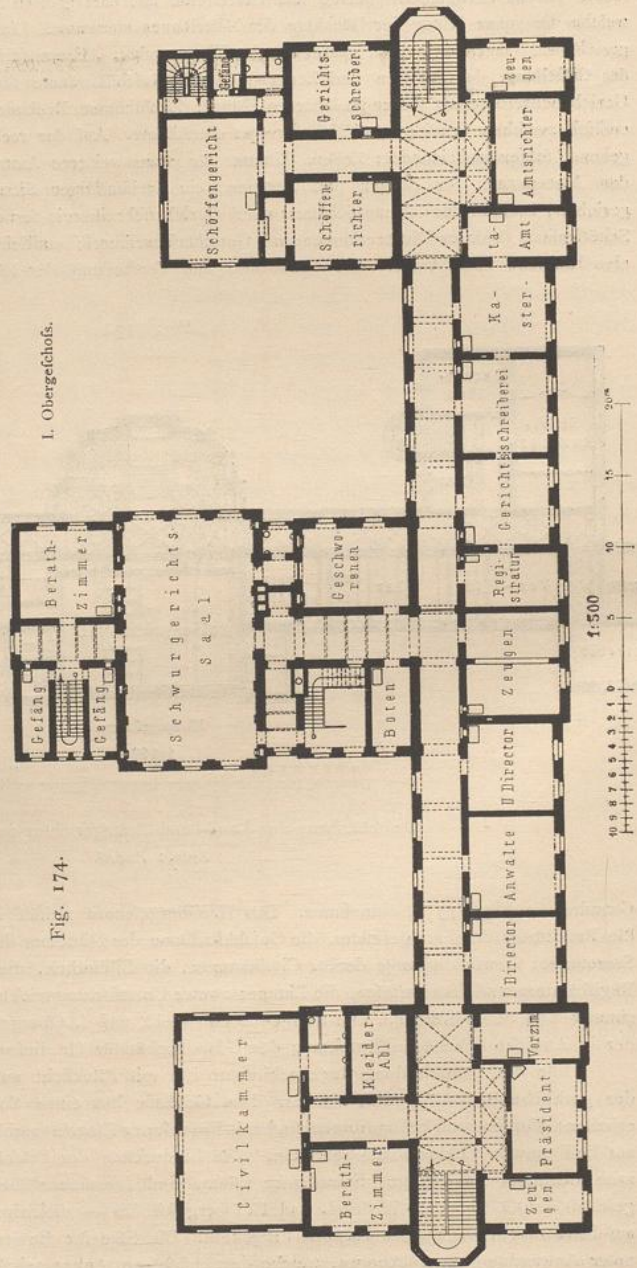 Fig. 174.
I. Obergeſchoſs.
Gefäng
Gefäng
Berath-
Zimmer
Civilkammer
Schwurgerichts
Saal
Schöffengericht
Gefäng
Berath-
Zimmer
Kleider
Abl
Boten
Geschwo-
renen
Schöffen-
richter
Gerichts-
schreiber
Zeu-
gen
Präsident
Vorzim
I Director
Anwalte
II Director
Zeugen
Regi-
stratur
Gerichtsschreiberei
Ka-
ster-
ta-
Amt
Amtsrichter
Zeu-
gen
1:500
10 9 8 7 6 5 4 3 2 1 0 5 10 15 20m